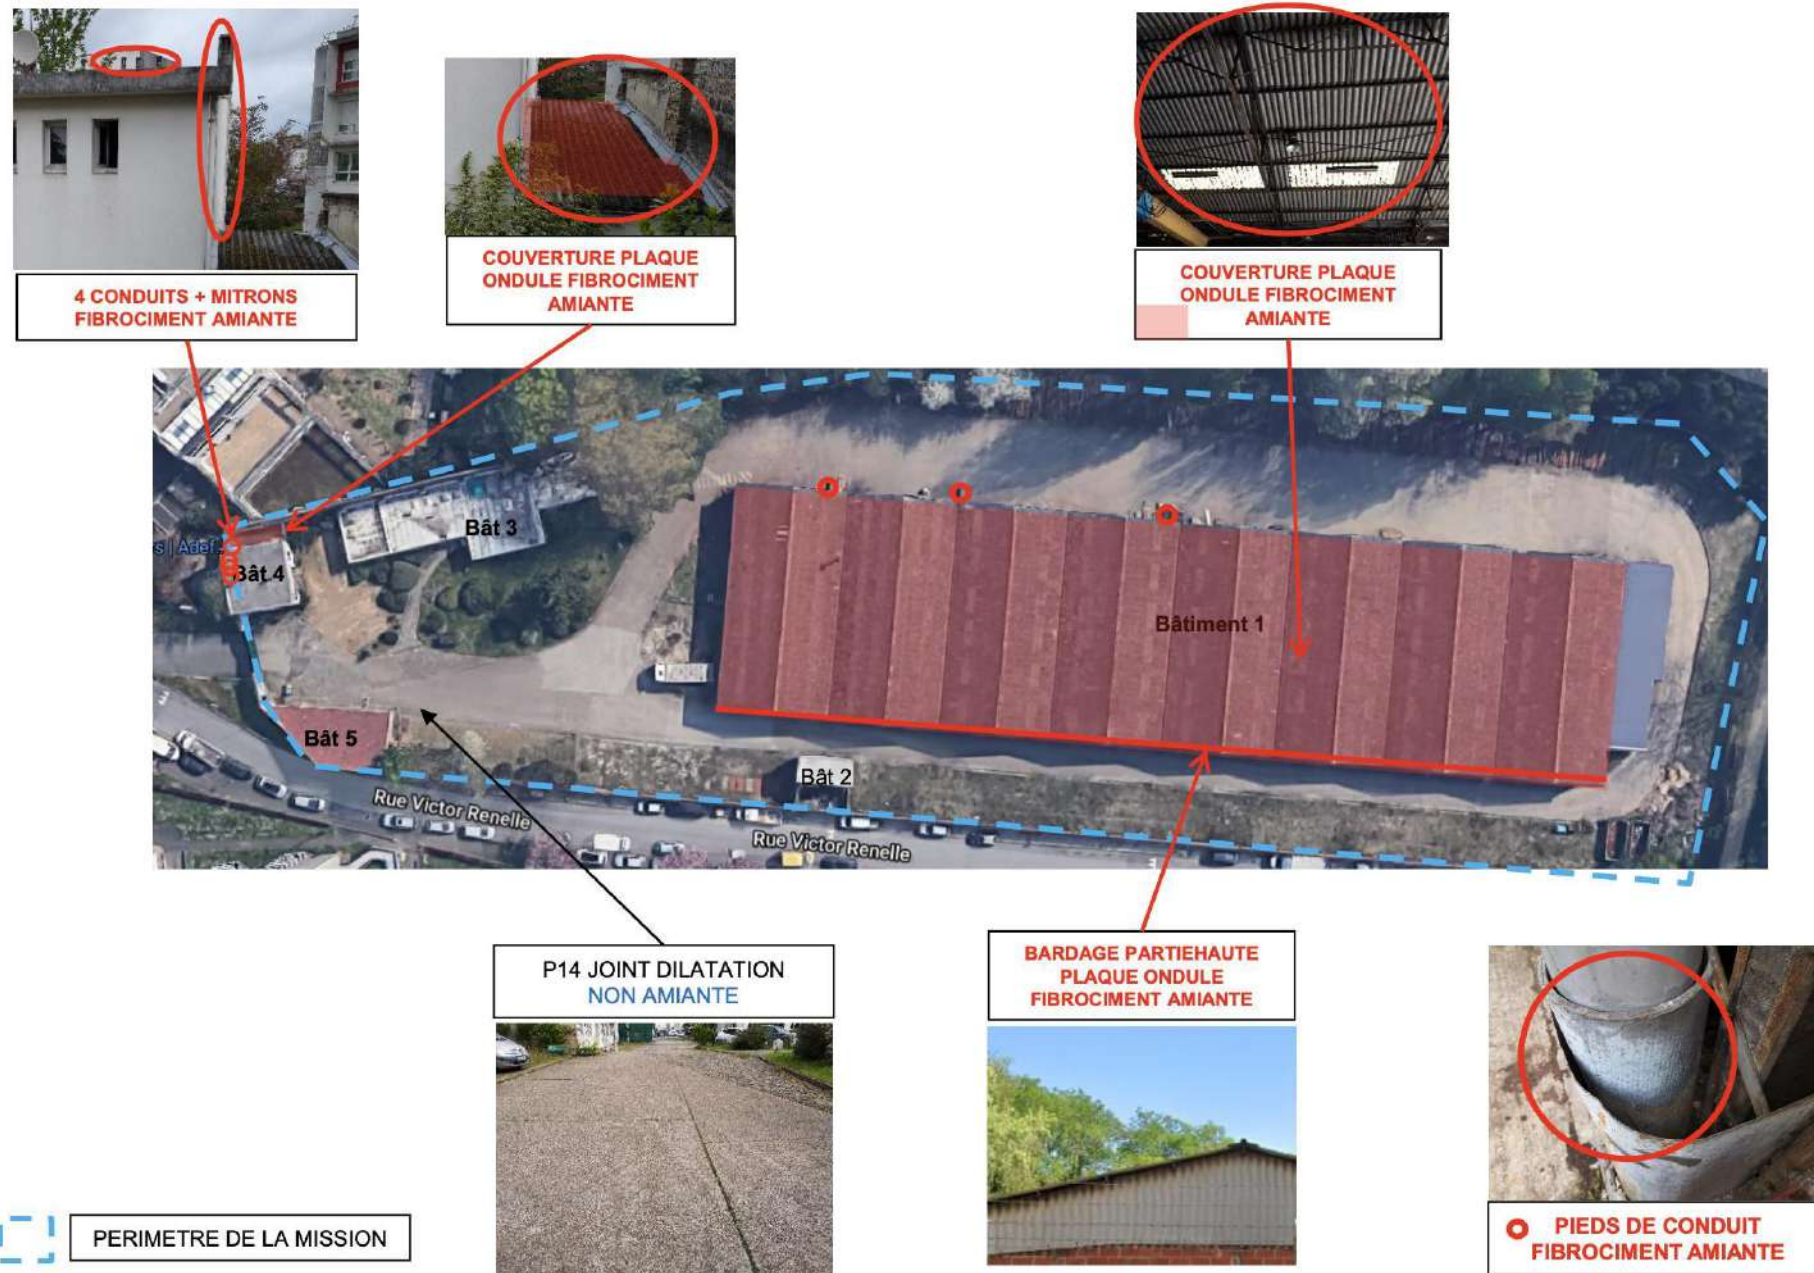 4 CONDUITS + MITRONS
FIBROCIMENT AMIANTE
COUVERTURE PLAQUE
ONDULE FIBROCIMENT
AMIANTE
COUVERTURE PLAQUE
ONDULE FIBROCIMENT
AMIANTE
Bât 3
s | Adef
Bât.4
Bâtiment 1
Bât 5
Bât 2
Rue Victor Renelle
Rue Victor Renelle
P14 JOINT DILATATION
NON AMIANTE
BARDAGE PARTIEHAUTE
PLAQUE ONDULE
FIBROCIMENT AMIANTE
PERIMETRE DE LA MISSION
PIEDS DE CONDUIT
FIBROCIMENT AMIANTE